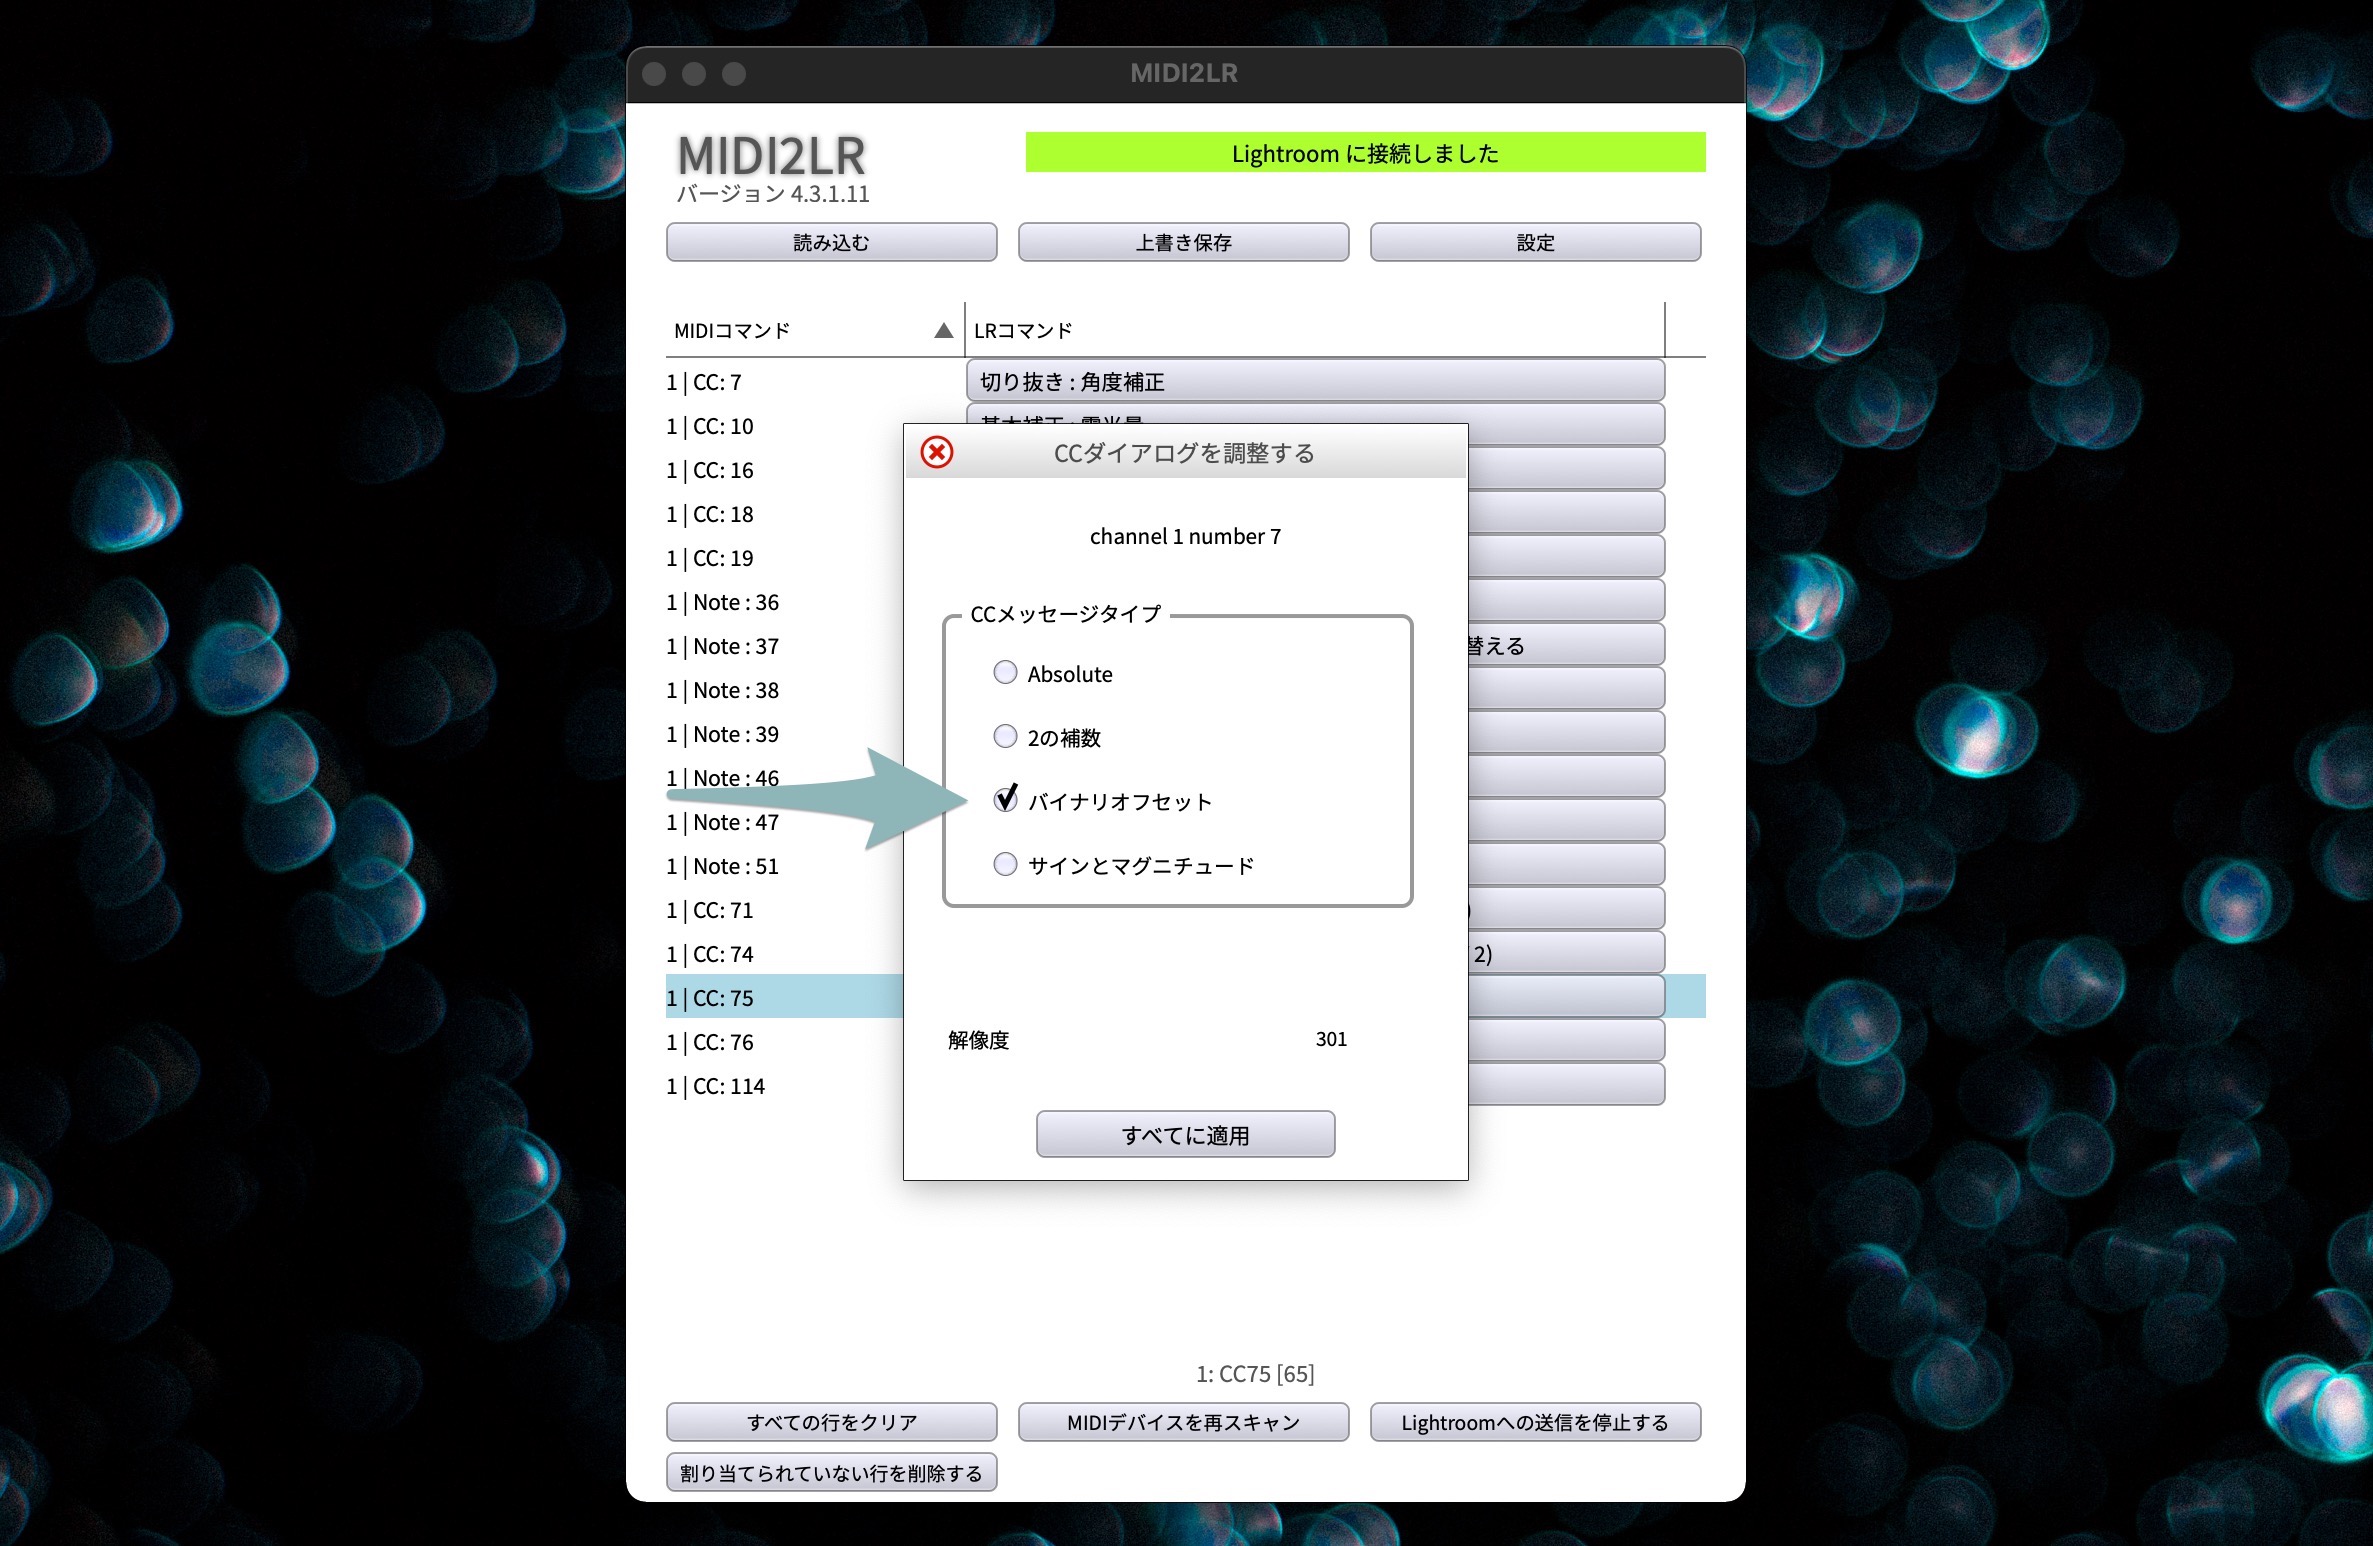 MIDI2LR
MIDI2LR
バージョン 4.3.1.11
Lightroom に接続しました
読み込む
上書き保存
設定
MIDIコマンド
LRコマンド
1 | CC: 7
切り抜き : 角度補正
1 | CC: 10
1 | CC: 16
1 | CC: 18
1 | CC: 19
1 | Note : 36
1 | Note : 37
替える
1 | Note : 38
1 | Note : 39
1 | Note : 46
1 | Note : 47
1 | Note : 51
1 | CC: 71
)
1 | CC: 74
2)
1 | CC: 75
1 | CC: 76
1 | CC: 114
CCダイアログを調整する
channel 1 number 7
CCメッセージタイプ
Absolute
2の補数
バイナリオフセット
サインとマグニチュード
解像度
301
すべてに適用
1: CC75 [65]
すべての行をクリア
MIDIデバイスを再スキャン
Lightroomへの送信を停止する
割り当てられていない行を削除する